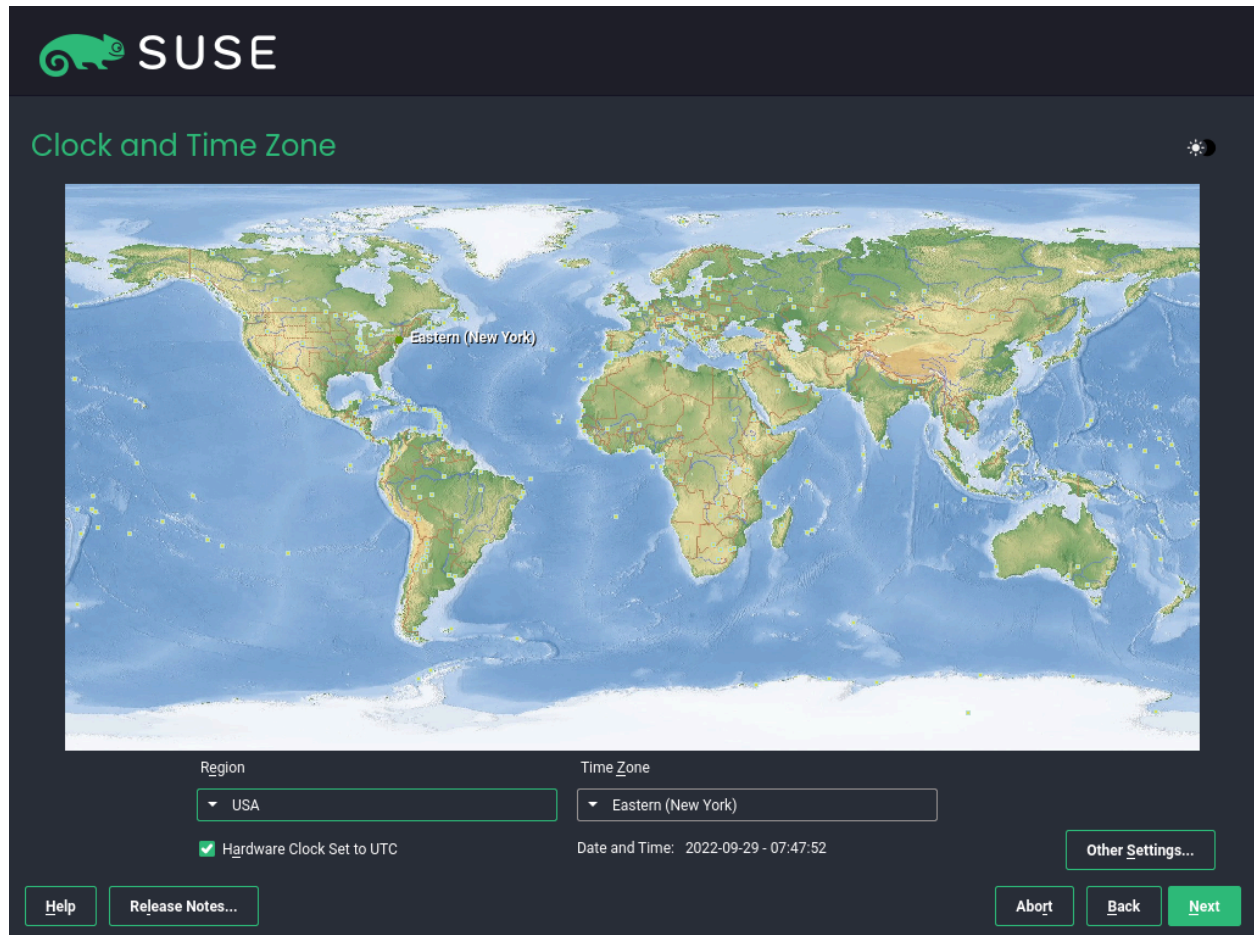 SUSE
Clock and Time Zone
Eastern (New York)
Region
Time Zone
USA
Eastern (New York)
Hardware Clock Set to UTC
Date and Time: 2022-09-29 - 07:47:52
Other Settings...
Help
Release Notes...
Abort
Back
Next